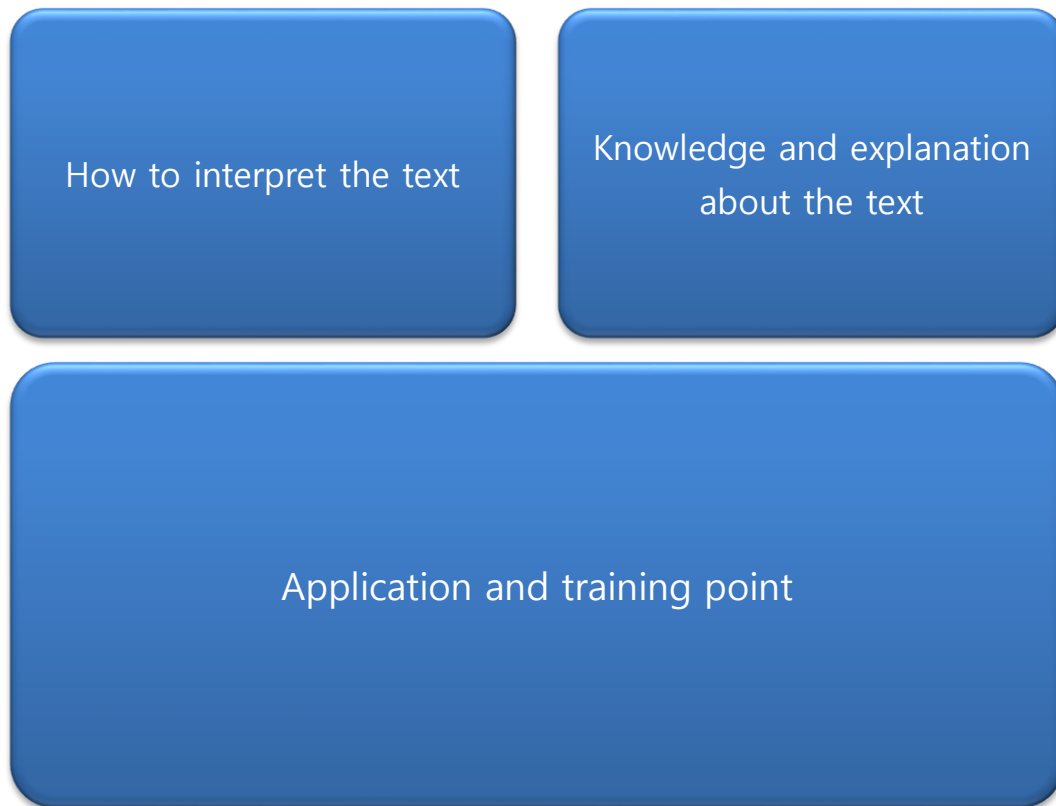 How to interpret the text
Knowledge and explanation
about the text
Application and training point